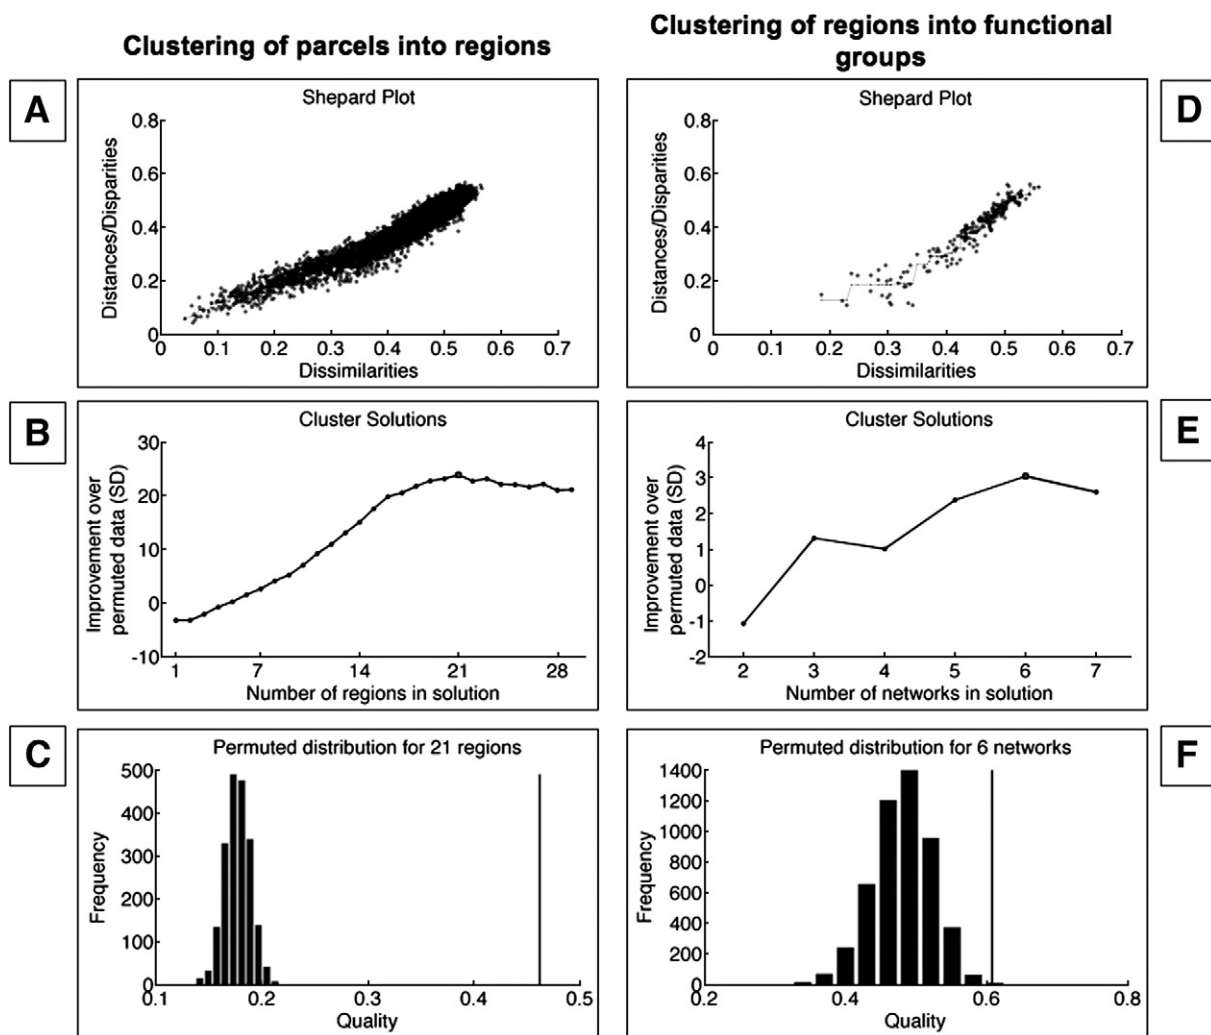 Clustering of parcels into regions
Clustering of regions into functional
groups
A
Shepard Plot
Distances/Disparities
0.8
0.6
0.4
0.2
0
0 0.1 0.2 0.3 0.4 0.5 0.6 0.7
Dissimilarities
D
Shepard Plot
Distances/Disparities
0.8
0.6
0.4
0.2
0
0 0.1 0.2 0.3 0.4 0.5 0.6 0.7
Dissimilarities
B
Cluster Solutions
Improvement over
permuted data (SD)
30
20
10
0
-10
1 7 14 21 28
Number of regions in solution
E
Cluster Solutions
Improvement over
permuted data (SD)
4
3
2
1
0
-1
-2
2 3 4 5 6 7
Number of networks in solution
C
Permuted distribution for 21 regions
Frequency
500
400
300
200
100
0
0.1 0.2 0.3 0.4 0.5
Quality
F
Permuted distribution for 6 networks
Frequency
1400
1200
1000
800
600
400
200
0
0.2 0.4 0.6 0.8
Quality